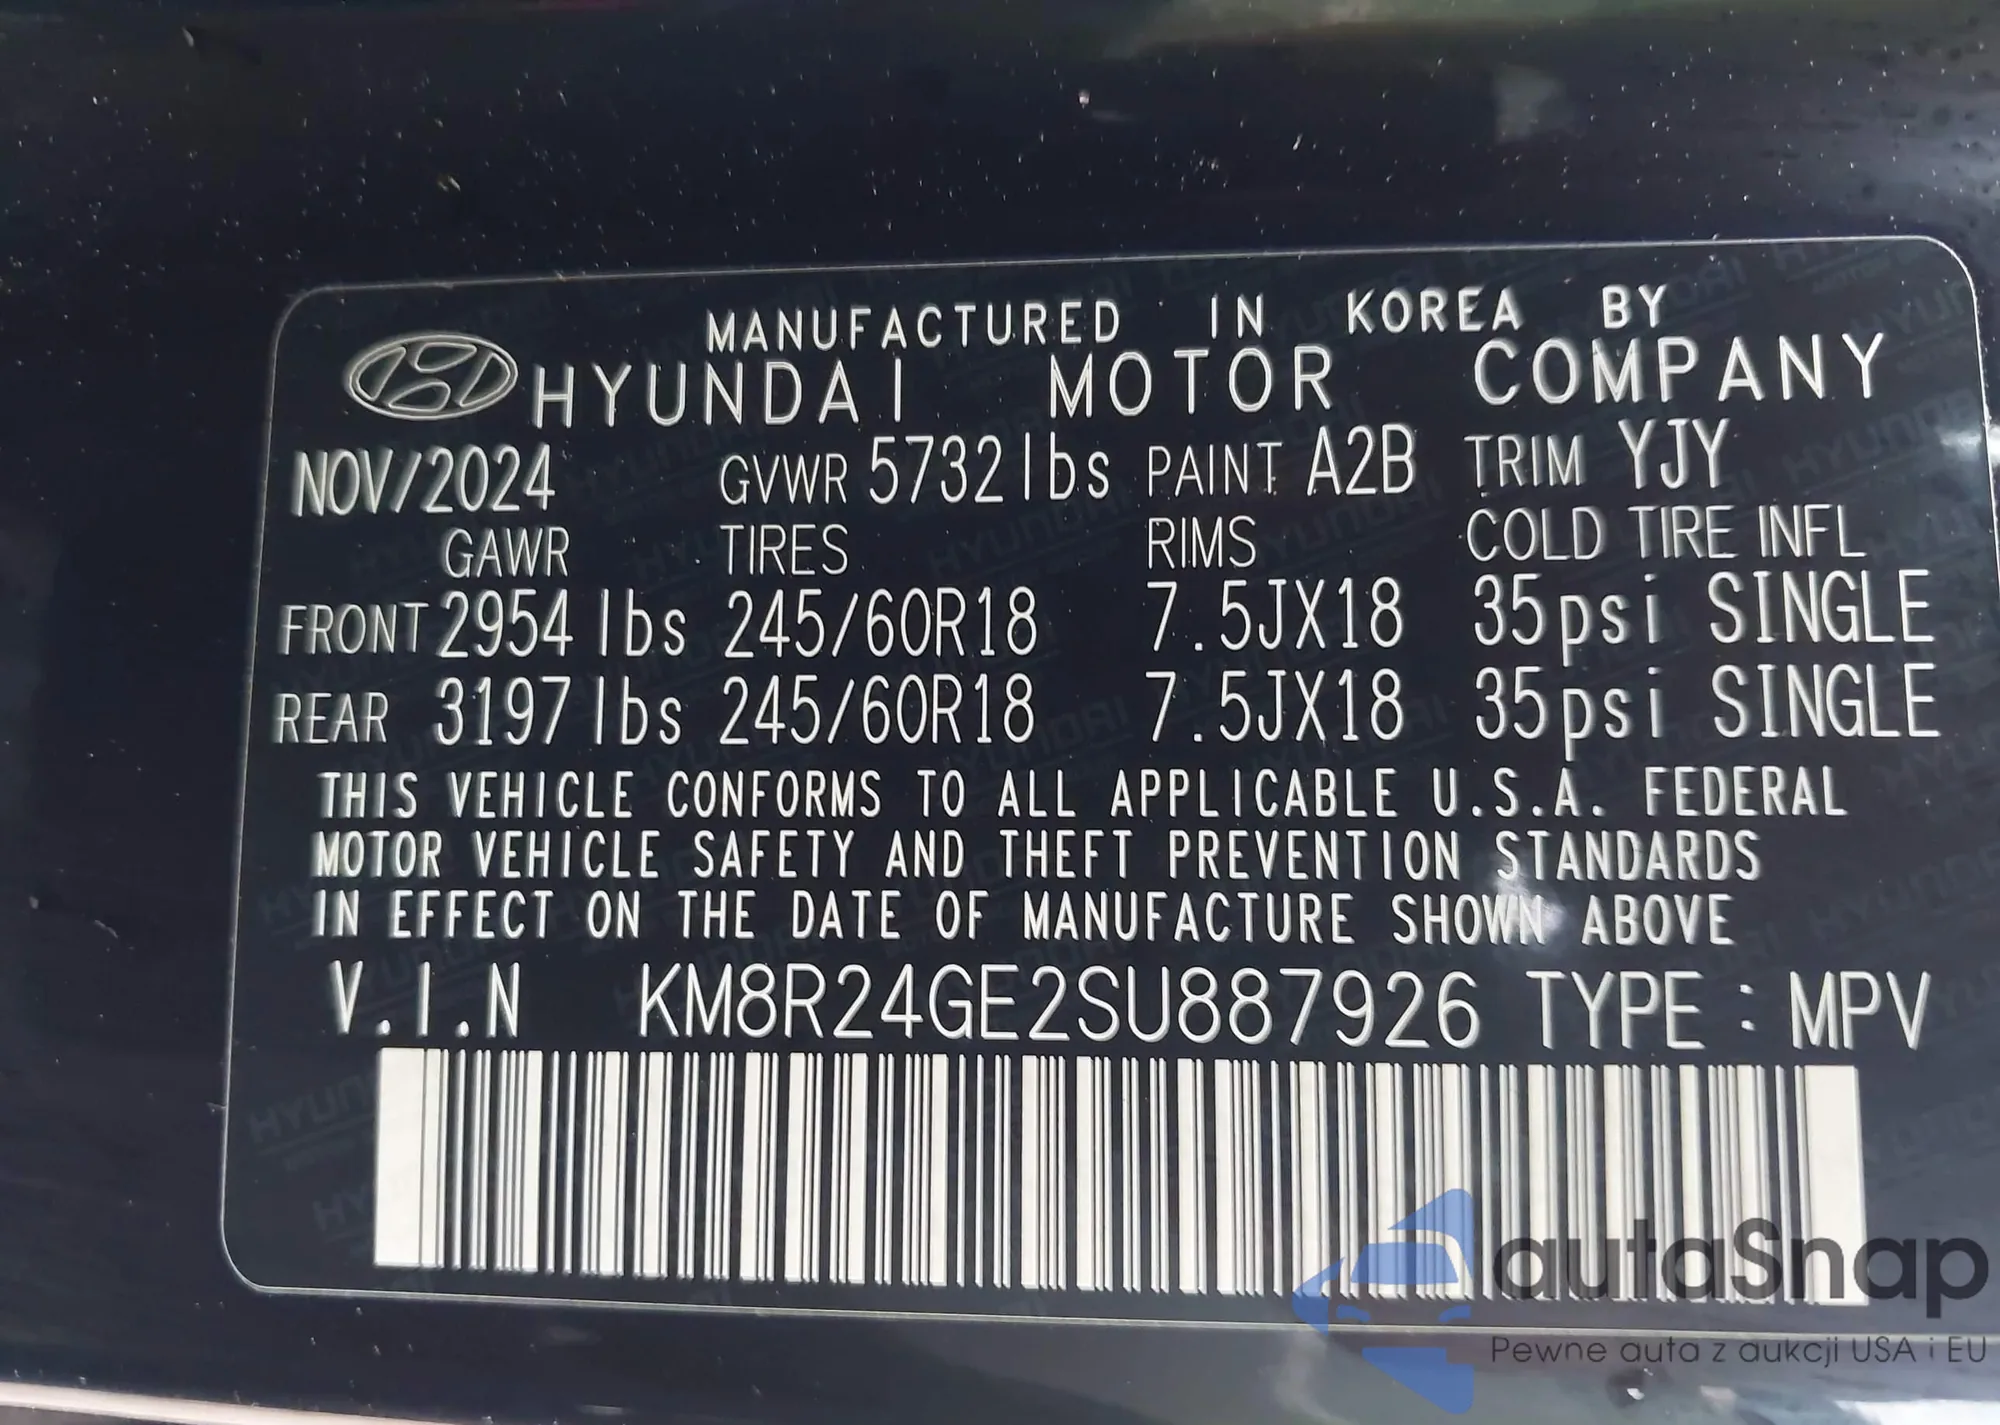 MANUFACTURED IN KOREA BY
HYUNDAI MOTOR COMPANY
NOV/2024 GVWR 5732lbs PAINT A2B TRIM YJY
GAWR TIRES RIMS COLD TIRE INFL
FRONT 2954lbs 245/60R18 7.5JX18 35psi SINGLE
REAR 3197lbs 245/60R18 7.5JX18 35psi SINGLE
THIS VEHICLE CONFORMS TO ALL APPLICABLE U.S.A. FEDERAL
MOTOR VEHICLE SAFETY AND THEFT PREVENTION STANDARDS
IN EFFECT ON THE DATE OF MANUFACTURE SHOWN ABOVE
V.I.N KM8R24GE2SU887926 TYPE : MPV
autaSnap
Pewne auta z aukcji USA i EU